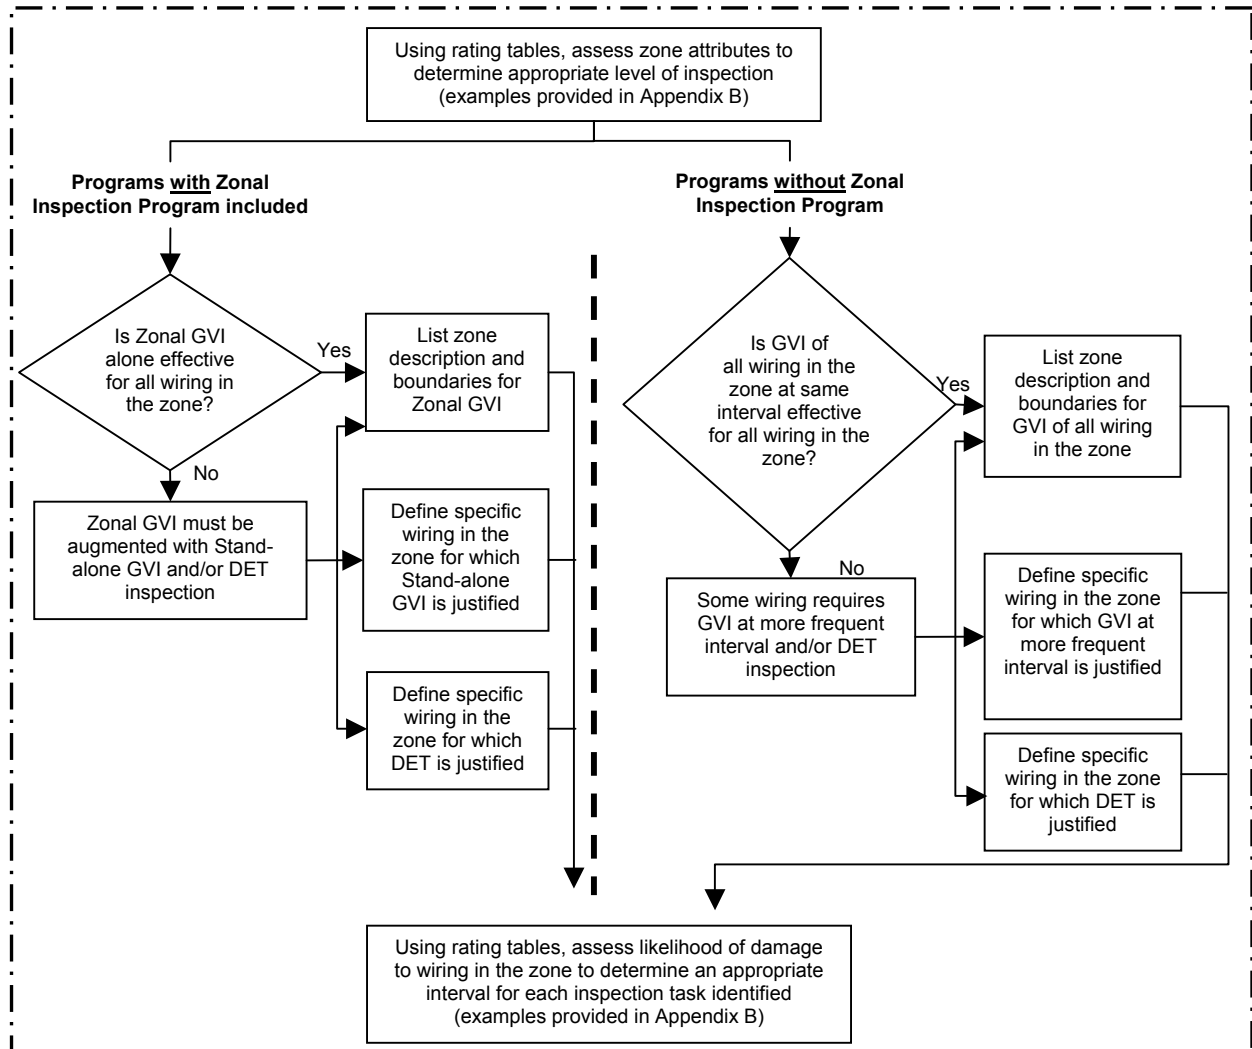 Using rating tables, assess zone attributes to
determine appropriate level of inspection
(examples provided in Appendix B)
Programs with Zonal
Inspection Program included
Programs without Zonal
Inspection Program
Is Zonal GVI
alone effective
for all wiring in
the zone?
Yes
No
List zone
description and
boundaries for
Zonal GVI
Zonal GVI must be
augmented with Stand-
alone GVI and/or DET
inspection
Define specific
wiring in the
zone for which
Stand-alone
GVI is justified
Define specific
wiring in the
zone for which
DET is justified
Is GVI of
all wiring in the
zone at same
interval effective
for all wiring in the
zone?
Yes
No
List zone
description and
boundaries for
GVI of all wiring
in the zone
Some wiring requires
GVI at more frequent
interval and/or DET
inspection
Define specific
wiring in the zone
for which GVI at
more frequent
interval is justified
Define specific
wiring in the zone
for which DET is
justified
Using rating tables, assess likelihood of damage
to wiring in the zone to determine an appropriate
interval for each inspection task identified
(examples provided in Appendix B)